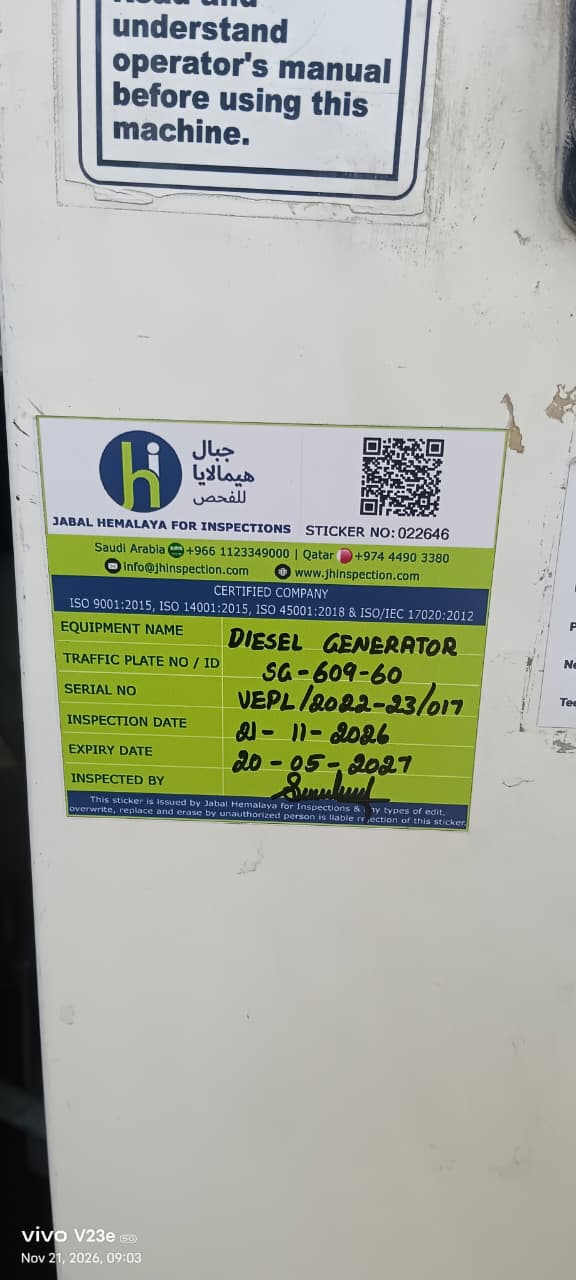 understand
operator's manual
before using this
machine.
hi
جبال
هيمالايا
للفحص
JABAL HEMALAYA FOR INSPECTIONS
STICKER NO: 022646
Saudi Arabia +966 1123349000 | Qatar +974 4490 3380
info@jhinspection.com www.jhinspection.com
CERTIFIED COMPANY
ISO 9001:2015, ISO 14001:2015, ISO 45001:2018 & ISO/IEC 17020:2012
EQUIPMENT NAME DIESEL GENERATOR
TRAFFIC PLATE NO / ID SG-609-60
SERIAL NO VEPL/2022-23/017
INSPECTION DATE 21-11-2026
EXPIRY DATE 20-05-2027
INSPECTED BY
This sticker is issued by Jabal Hemalaya for Inspections & types of edit,
overwrite, replace and erase by unauthorized person is liable of this sticker.
vivo V23e 5G
Nov 21, 2026, 09:03